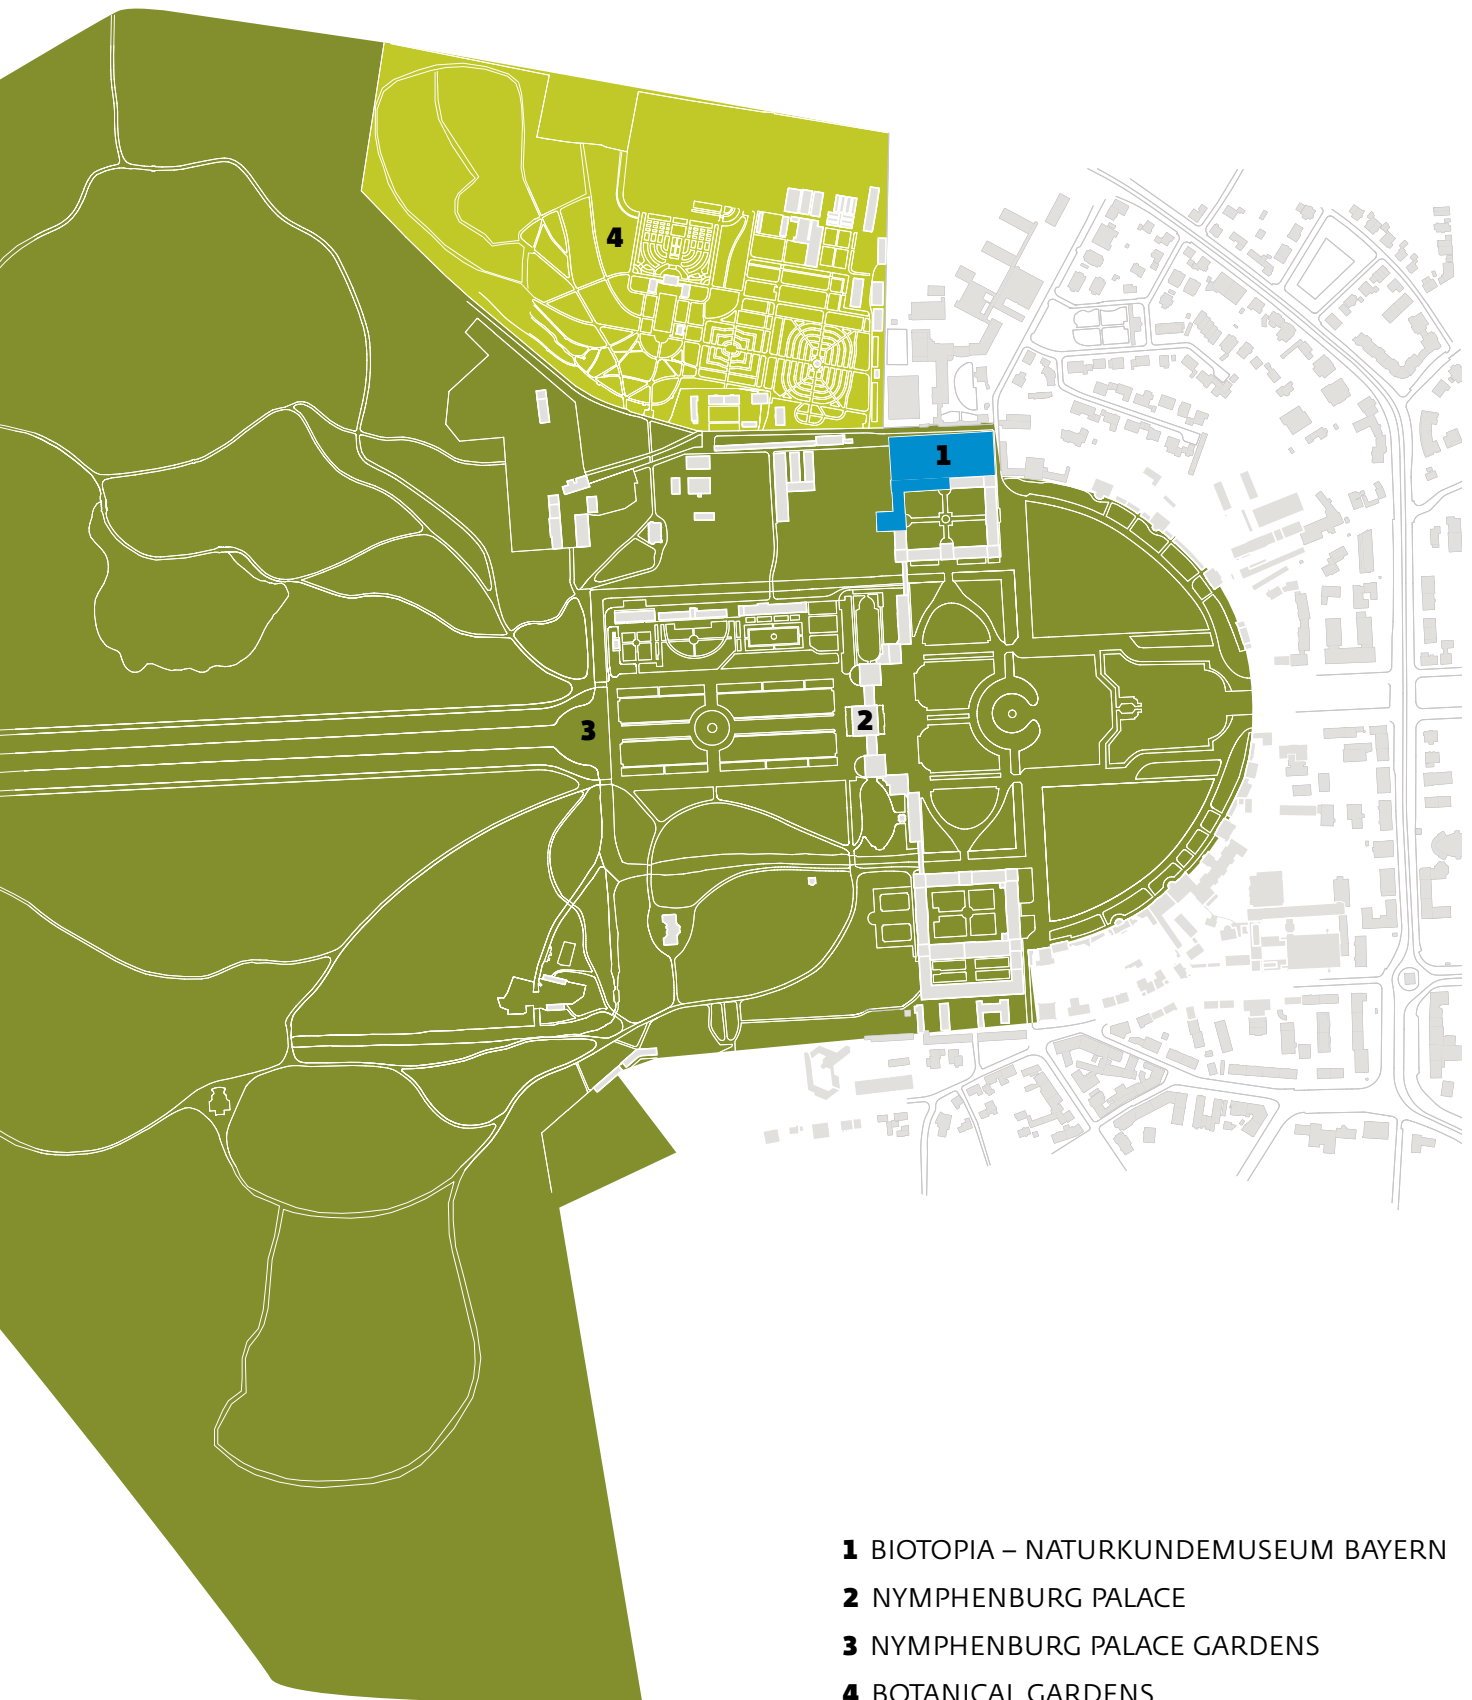 4
1
3
2
1 BIOTOPIA – NATURKUNDEMUSEUM BAYERN
2 NYMPHENBURG PALACE
3 NYMPHENBURG PALACE GARDENS
4 BOTANICAL GARDENS